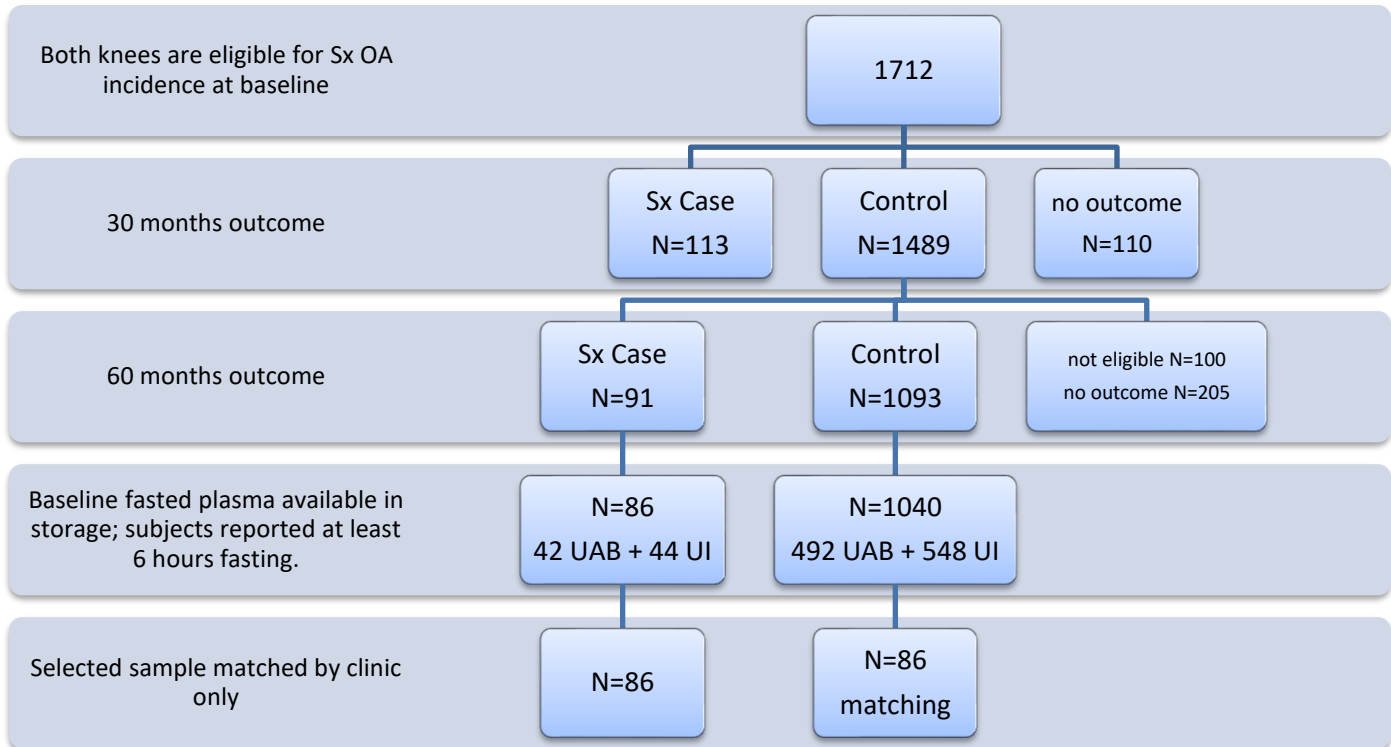 Both knees are eligible for Sx OA
incidence at baseline
1712
30 months outcome
Sx Case
N=113
Control
N=1489
no outcome
N=110
60 months outcome
Sx Case
N=91
Control
N=1093
not eligible N=100
no outcome N=205
Baseline fasted plasma available in
storage; subjects reported at least
6 hours fasting.
N=86
42 UAB + 44 UI
N=1040
492 UAB + 548 UI
Selected sample matched by clinic
only
N=86
N=86
matching